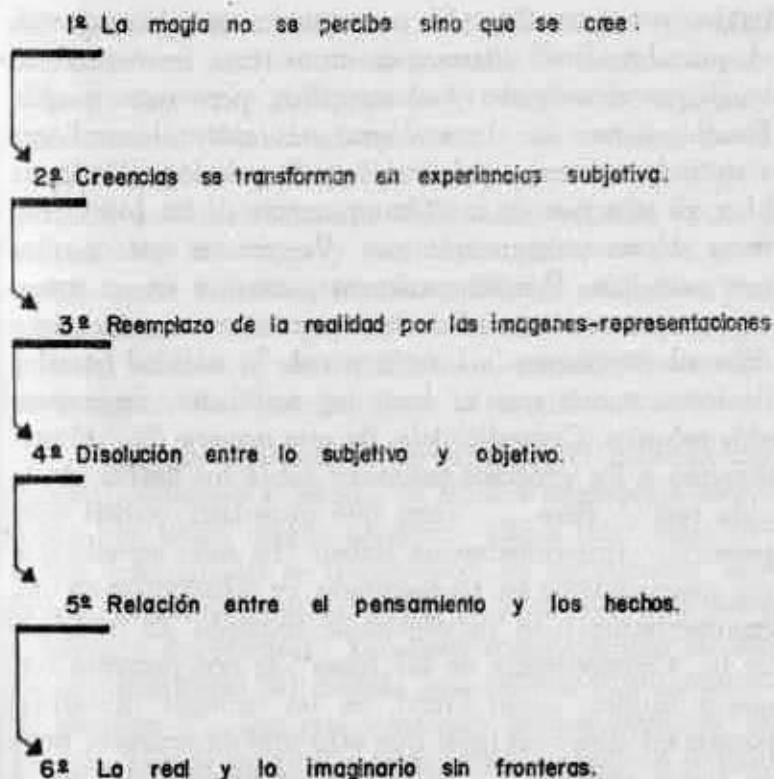 1ª La magia no se percibe sino que se cree.
2ª Creencias se transforman en experiencias subjetiva.
3ª Reemplazo de la realidad por las imagenes-representaciones
4ª Disolución entre lo subjetivo y objetivo.
5ª Relación entre el pensamiento y los hechos.
6ª Lo real y lo imaginario sin fronteras.